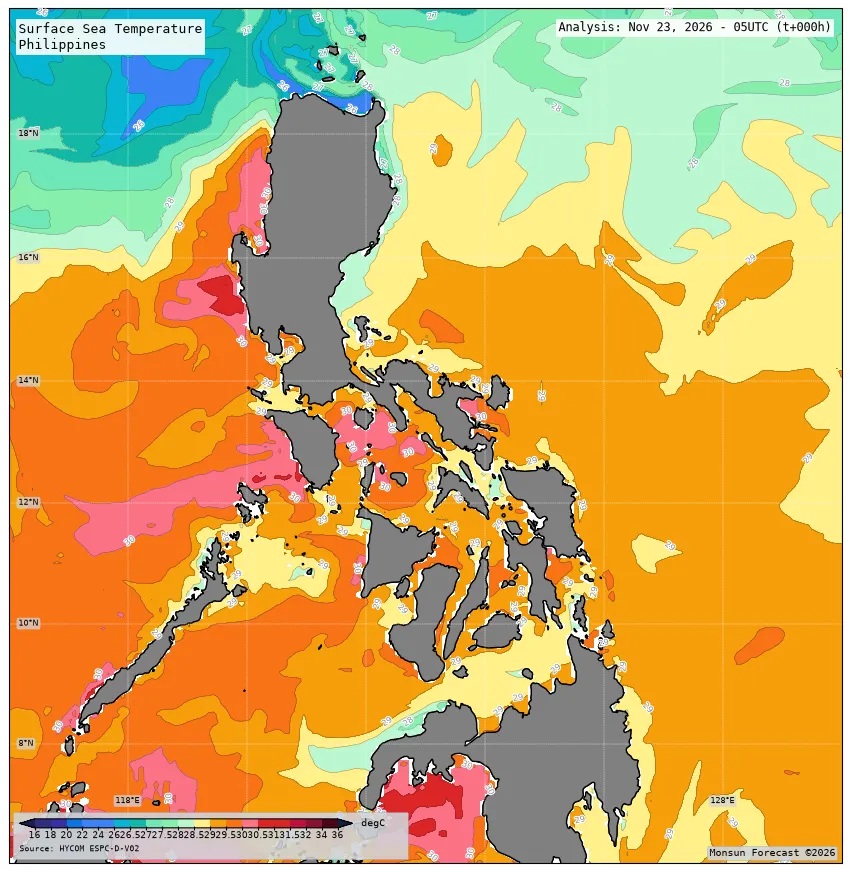 Surface Sea Temperature
Philippines
Analysis: Nov 23, 2026 - 05UTC (t+000h)
18°N
16°N
14°N
12°N
10°N
8°N
118°E
128°E
degC
16 18 20 22 24 26 26.5 27 27.5 28 28.5 29 29.5 30 30.5 31 31.5 32 34 36
Source: HYCOM ESPC-D-V02
Monsun Forecast ©2026